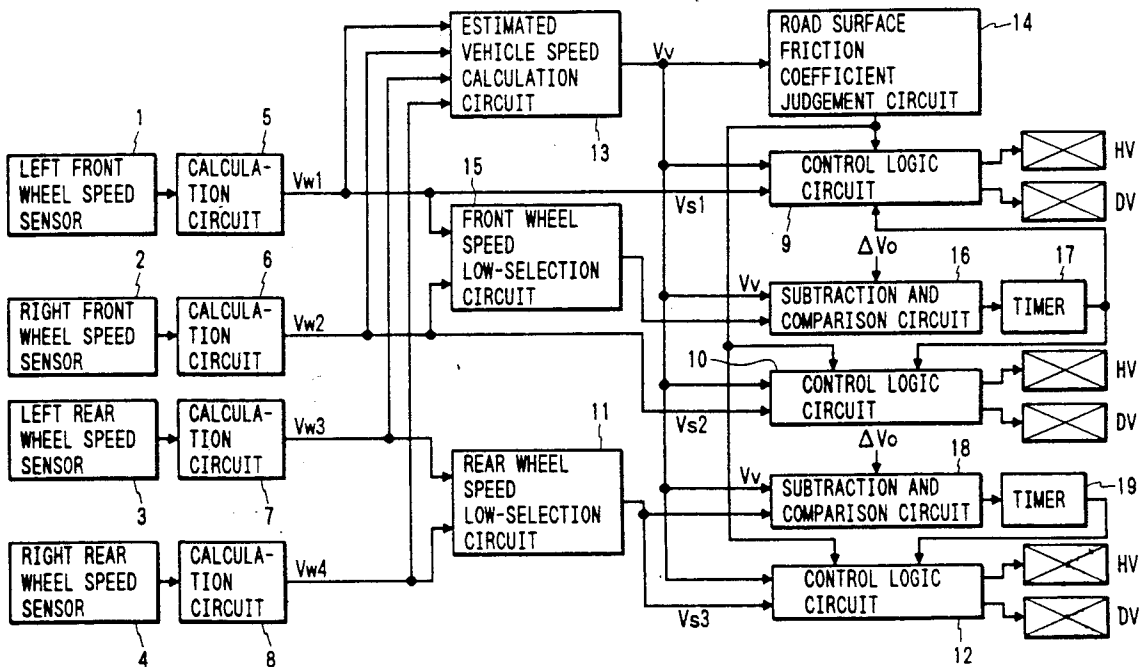 ESTIMATED
VEHICLE SPEED
CALCULATION
CIRCUIT
13
Vv
ROAD SURFACE
FRICTION
COEFFICIENT
JUDGEMENT CIRCUIT
14
1
LEFT FRONT
WHEEL SPEED
SENSOR
5
CALCULA-
TION
CIRCUIT
Vw1
15
FRONT WHEEL
SPEED
LOW-SELECTION
CIRCUIT
Vs1
CONTROL LOGIC
CIRCUIT
9
HV
DV
2
RIGHT FRONT
WHEEL SPEED
SENSOR
6
CALCULA-
TION
CIRCUIT
Vw2
ΔVo
16
Vv
SUBTRACTION AND
COMPARISON CIRCUIT
17
TIMER
10
CONTROL LOGIC
CIRCUIT
Vs2
HV
DV
LEFT REAR
WHEEL SPEED
SENSOR
3
CALCULA-
TION
CIRCUIT
7
Vw3
11
REAR WHEEL
SPEED
LOW-SELECTION
CIRCUIT
ΔVo
18
Vv
SUBTRACTION AND
COMPARISON CIRCUIT
TIMER
19
RIGHT REAR
WHEEL SPEED
SENSOR
4
CALCULA-
TION
CIRCUIT
8
Vw4
Vs3
CONTROL LOGIC
CIRCUIT
12
HV
DV